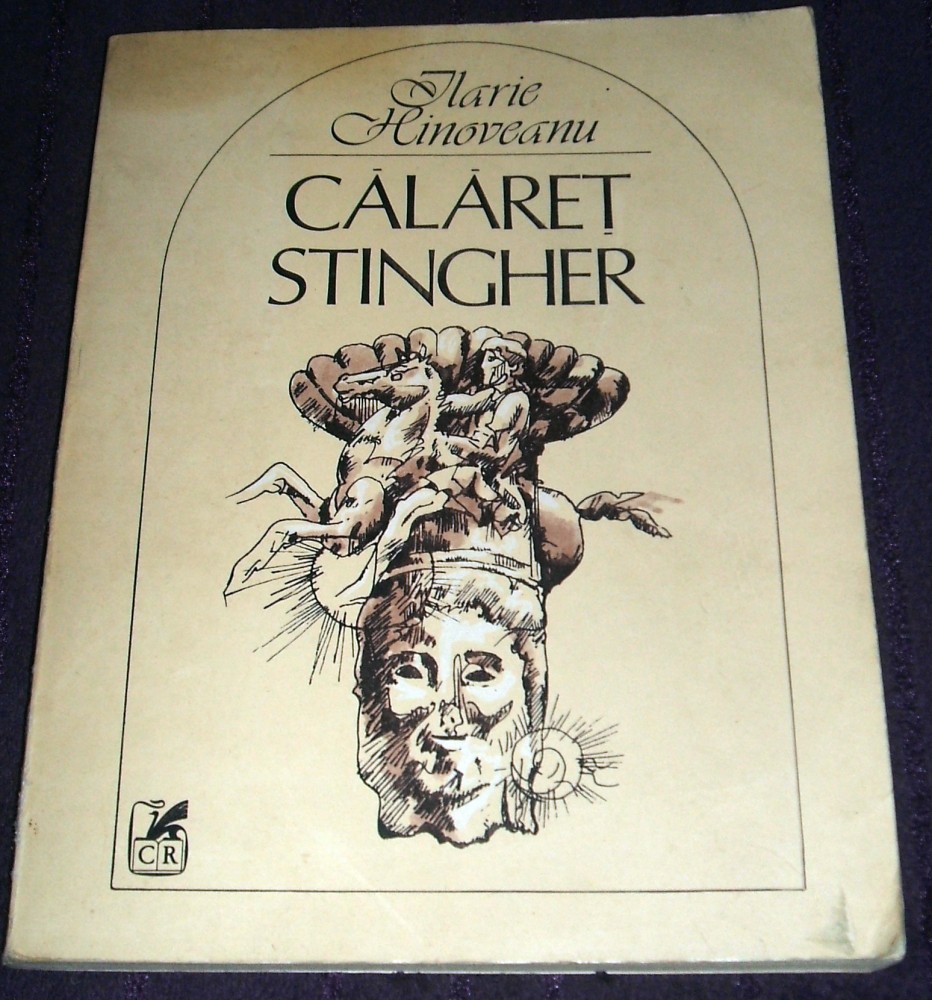 Ilarie
Hinoveanu
CĂLĂREȚ
STINGHER
CR